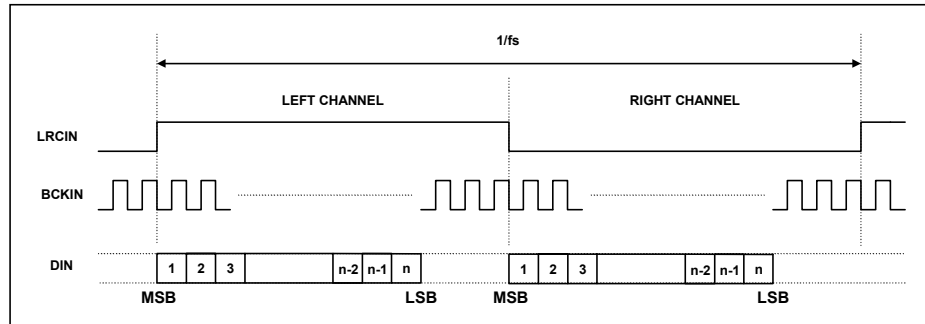 1/fs
LEFT CHANNEL RIGHT CHANNEL
LRCIN
BCKIN
DIN 1 2 3 n-2 n-1 n 1 2 3 n-2 n-1 n
MSB LSB MSB LSB